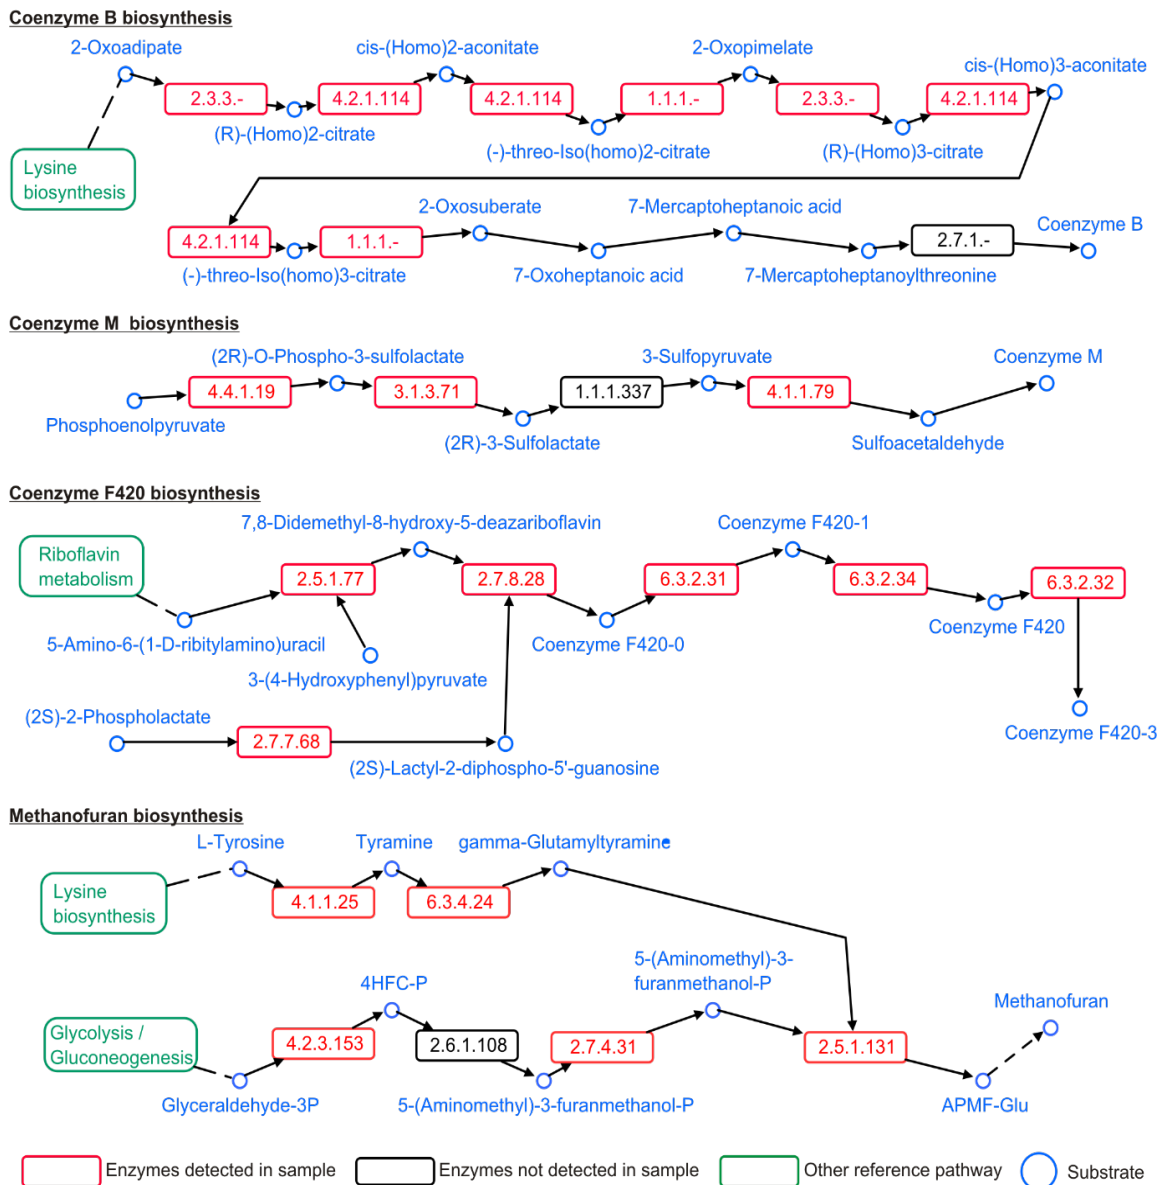 Coenzyme B biosynthesis
2-Oxoadipate
cis-(Homo)2-aconitate
2-Oxopimelate
cis-(Homo)3-aconitate
2.3.3.-
4.2.1.114
4.2.1.114
1.1.1.-
2.3.3.-
4.2.1.114
(R)-(Homo)2-citrate
(-)-threo-Iso(homo)2-citrate
(R)-(Homo)3-citrate
Lysine
biosynthesis
2-Oxosuberate
7-Mercaptoheptanoic acid
Coenzyme B
4.2.1.114
1.1.1.-
2.7.1.-
(-)-threo-Iso(homo)3-citrate
7-Oxoheptanoic acid
7-Mercaptoheptanoylthreonine
Coenzyme M biosynthesis
(2R)-O-Phospho-3-sulfolactate
3-Sulfopyruvate
Coenzyme M
4.4.1.19
3.1.3.71
1.1.1.337
4.1.1.79
Phosphoenolpyruvate
(2R)-3-Sulfolactate
Sulfoacetaldehyde
Coenzyme F420 biosynthesis
7,8-Didemethyl-8-hydroxy-5-deazariboflavin
Coenzyme F420-1
Riboflavin
metabolism
2.5.1.77
2.7.8.28
6.3.2.31
6.3.2.34
6.3.2.32
5-Amino-6-(1-D-ribitylamino)uracil
Coenzyme F420-0
Coenzyme F420
3-(4-Hydroxyphenyl)pyruvate
(2S)-2-Phospholactate
Coenzyme F420-3
2.7.7.68
(2S)-Lactyl-2-diphospho-5'-guanosine
Methanofuran biosynthesis
L-Tyrosine
Tyramine
gamma-Glutamyltyramine
Lysine
biosynthesis
4.1.1.25
6.3.4.24
5-(Aminomethyl)-3-
furanmethanol-P
4HFC-P
Methanofuran
Glycolysis /
Gluconeogenesis
4.2.3.153
2.6.1.108
2.7.4.31
2.5.1.131
Glyceraldehyde-3P
5-(Aminomethyl)-3-furanmethanol-P
APMF-Glu
Enzymes detected in sample
Enzymes not detected in sample
Other reference pathway
Substrate